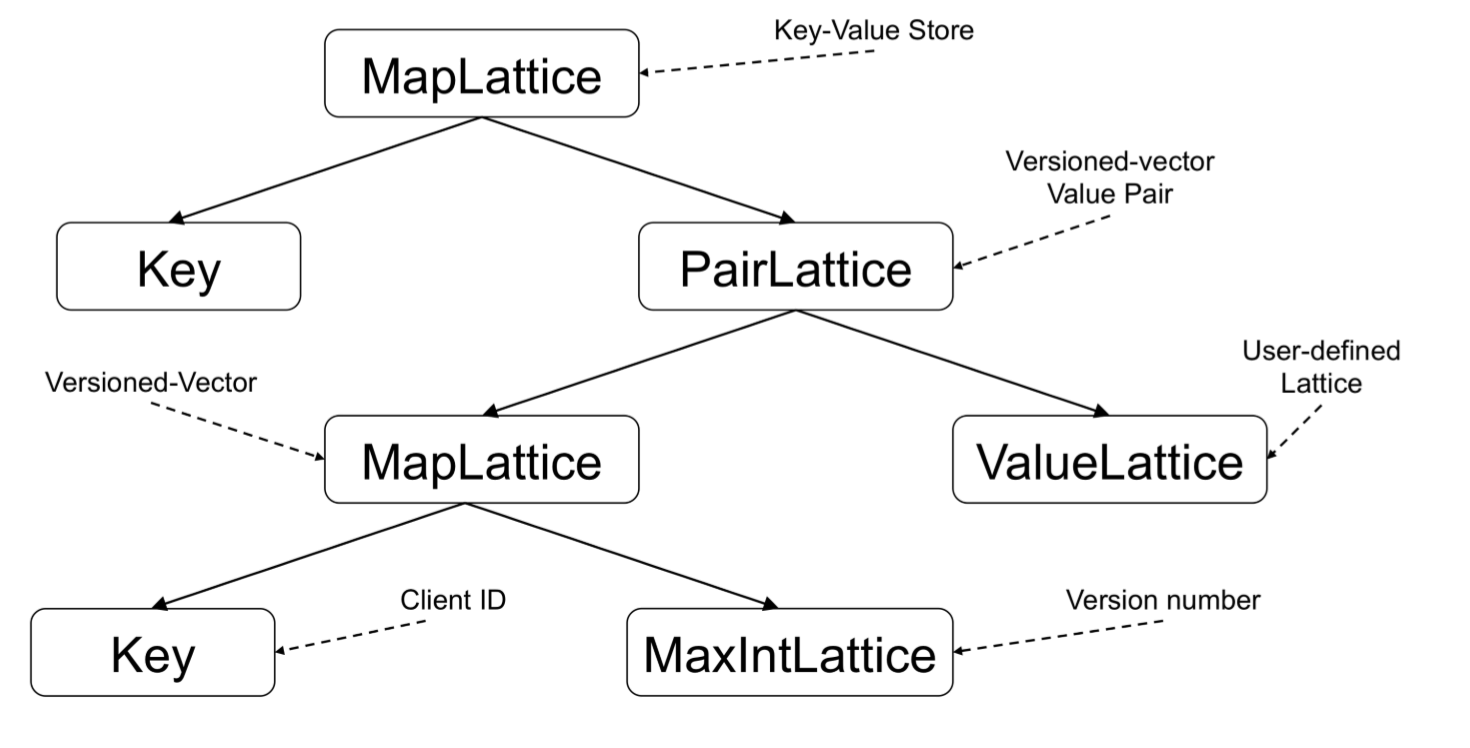 Key-Value Store
MapLattice
Versioned-vector
Value Pair
Key
PairLattice
User-defined
Lattice
Versioned-Vector
MapLattice
ValueLattice
Client ID
Version number
Key
MaxIntLattice